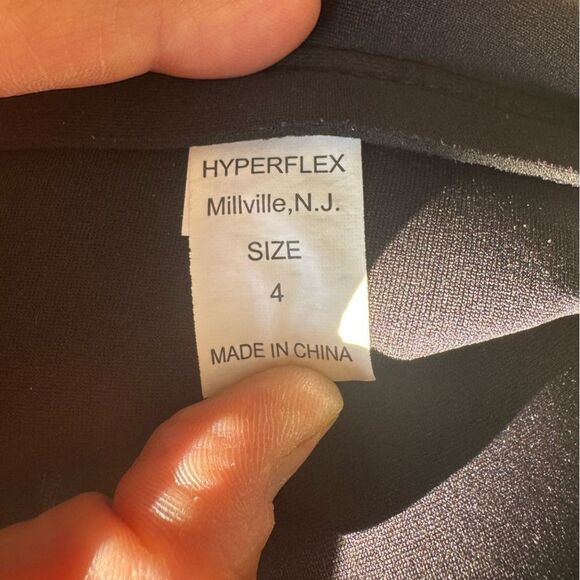 HYPERFLEX
Millville,N.J.
SIZE
4
MADE IN CHINA